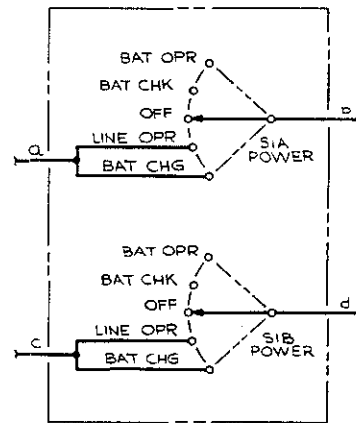 BAT OPR
BAT CHK
b
OFF
a
LINE OPR
S1A
POWER
BAT CHG
BAT OPR
BAT CHK
OFF
d
LINE OPR
S1B
POWER
c
BAT CHG